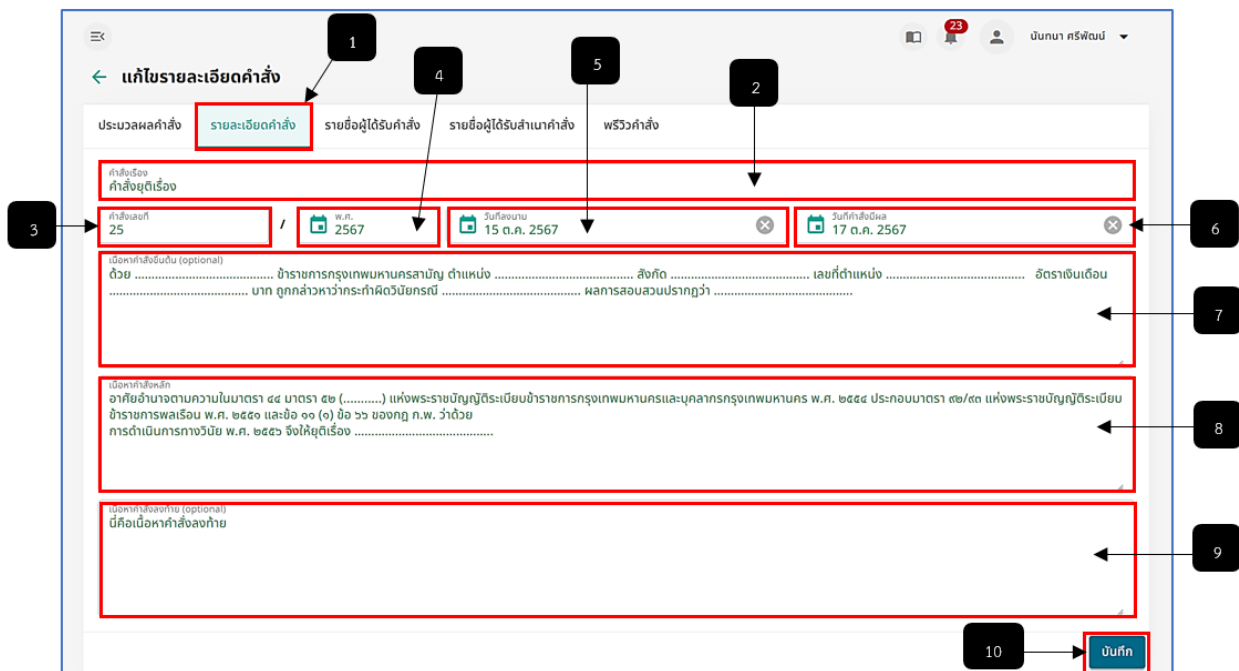 23
นันทนา ศรีพัฒน์
1
5
4
2
แก้ไขรายละเอียดคำสั่ง
ประมวลผลคำสั่ง รายละเอียดคำสั่ง รายชื่อผู้ได้รับคำสั่ง รายชื่อผู้ได้รับสำเนาคำสั่ง พรีวิวคำสั่ง
คำสั่งเรื่อง
คำสั่งยุติเรื่อง
3
คำสั่งเลขที่
25
/
พ.ศ.
2567
วันที่ลงนาม
15 ต.ค. 2567
วันที่คำสั่งมีผล
17 ต.ค. 2567
6
เนื้อหาคำสั่งขึ้นต้น (optional)
ด้วย ........................................ ข้าราชการกรุงเทพมหานครสามัญ ตำแหน่ง ........................................ สังกัด ........................................ เลขที่ตำแหน่ง ........................................ อัตราเงินเดือน
........................................ บาท ถูกกล่าวหาว่ากระทำผิดวินัยกรณี ........................................ ผลการสอบสวนปรากฏว่า ........................................
7
เนื้อหาคำสั่งหลัก
อาศัยอำนาจตามความในมาตรา ๔๔ มาตรา ๕๒ (...........) แห่งพระราชบัญญัติระเบียบข้าราชการกรุงเทพมหานครและบุคลากรกรุงเทพมหานคร พ.ศ. ๒๕๕๔ ประกอบมาตรา ๙๒/๙๓ แห่งพระราชบัญญัติระเบียบ
ข้าราชการพลเรือน พ.ศ. ๒๕๕๑ และข้อ ๑๑ (๑) ข้อ ๖๖ ของกฎ ก.พ. ว่าด้วย
การดำเนินการทางวินัย พ.ศ. ๒๕๕๖ จึงให้ยุติเรื่อง ........................................
8
เนื้อหาคำสั่งลงท้าย (optional)
นี่คือเนื้อหาคำสั่งลงท้าย
9
10
บันทึก